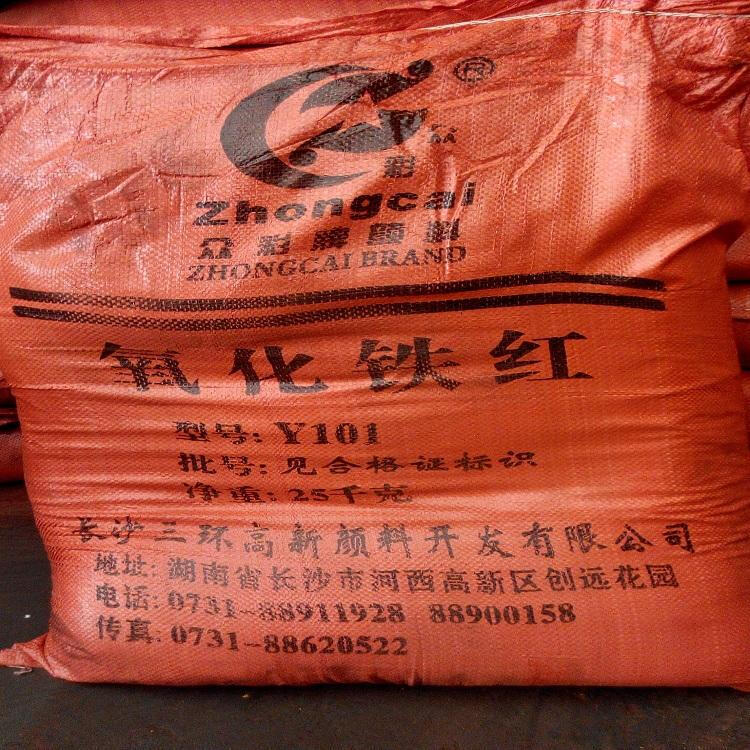 ®
众
彩
Zhongcai
众彩牌颜料
ZHONGCAI BRAND
氧化铁红
型号: Y101
批号: 见合格证标识
净重: 25千克
长沙三环高新颜料开发有限公司
地址: 湖南省长沙市河西高新区创远花园
电话: 0731-88911928 88900158
传真: 0731-88620522